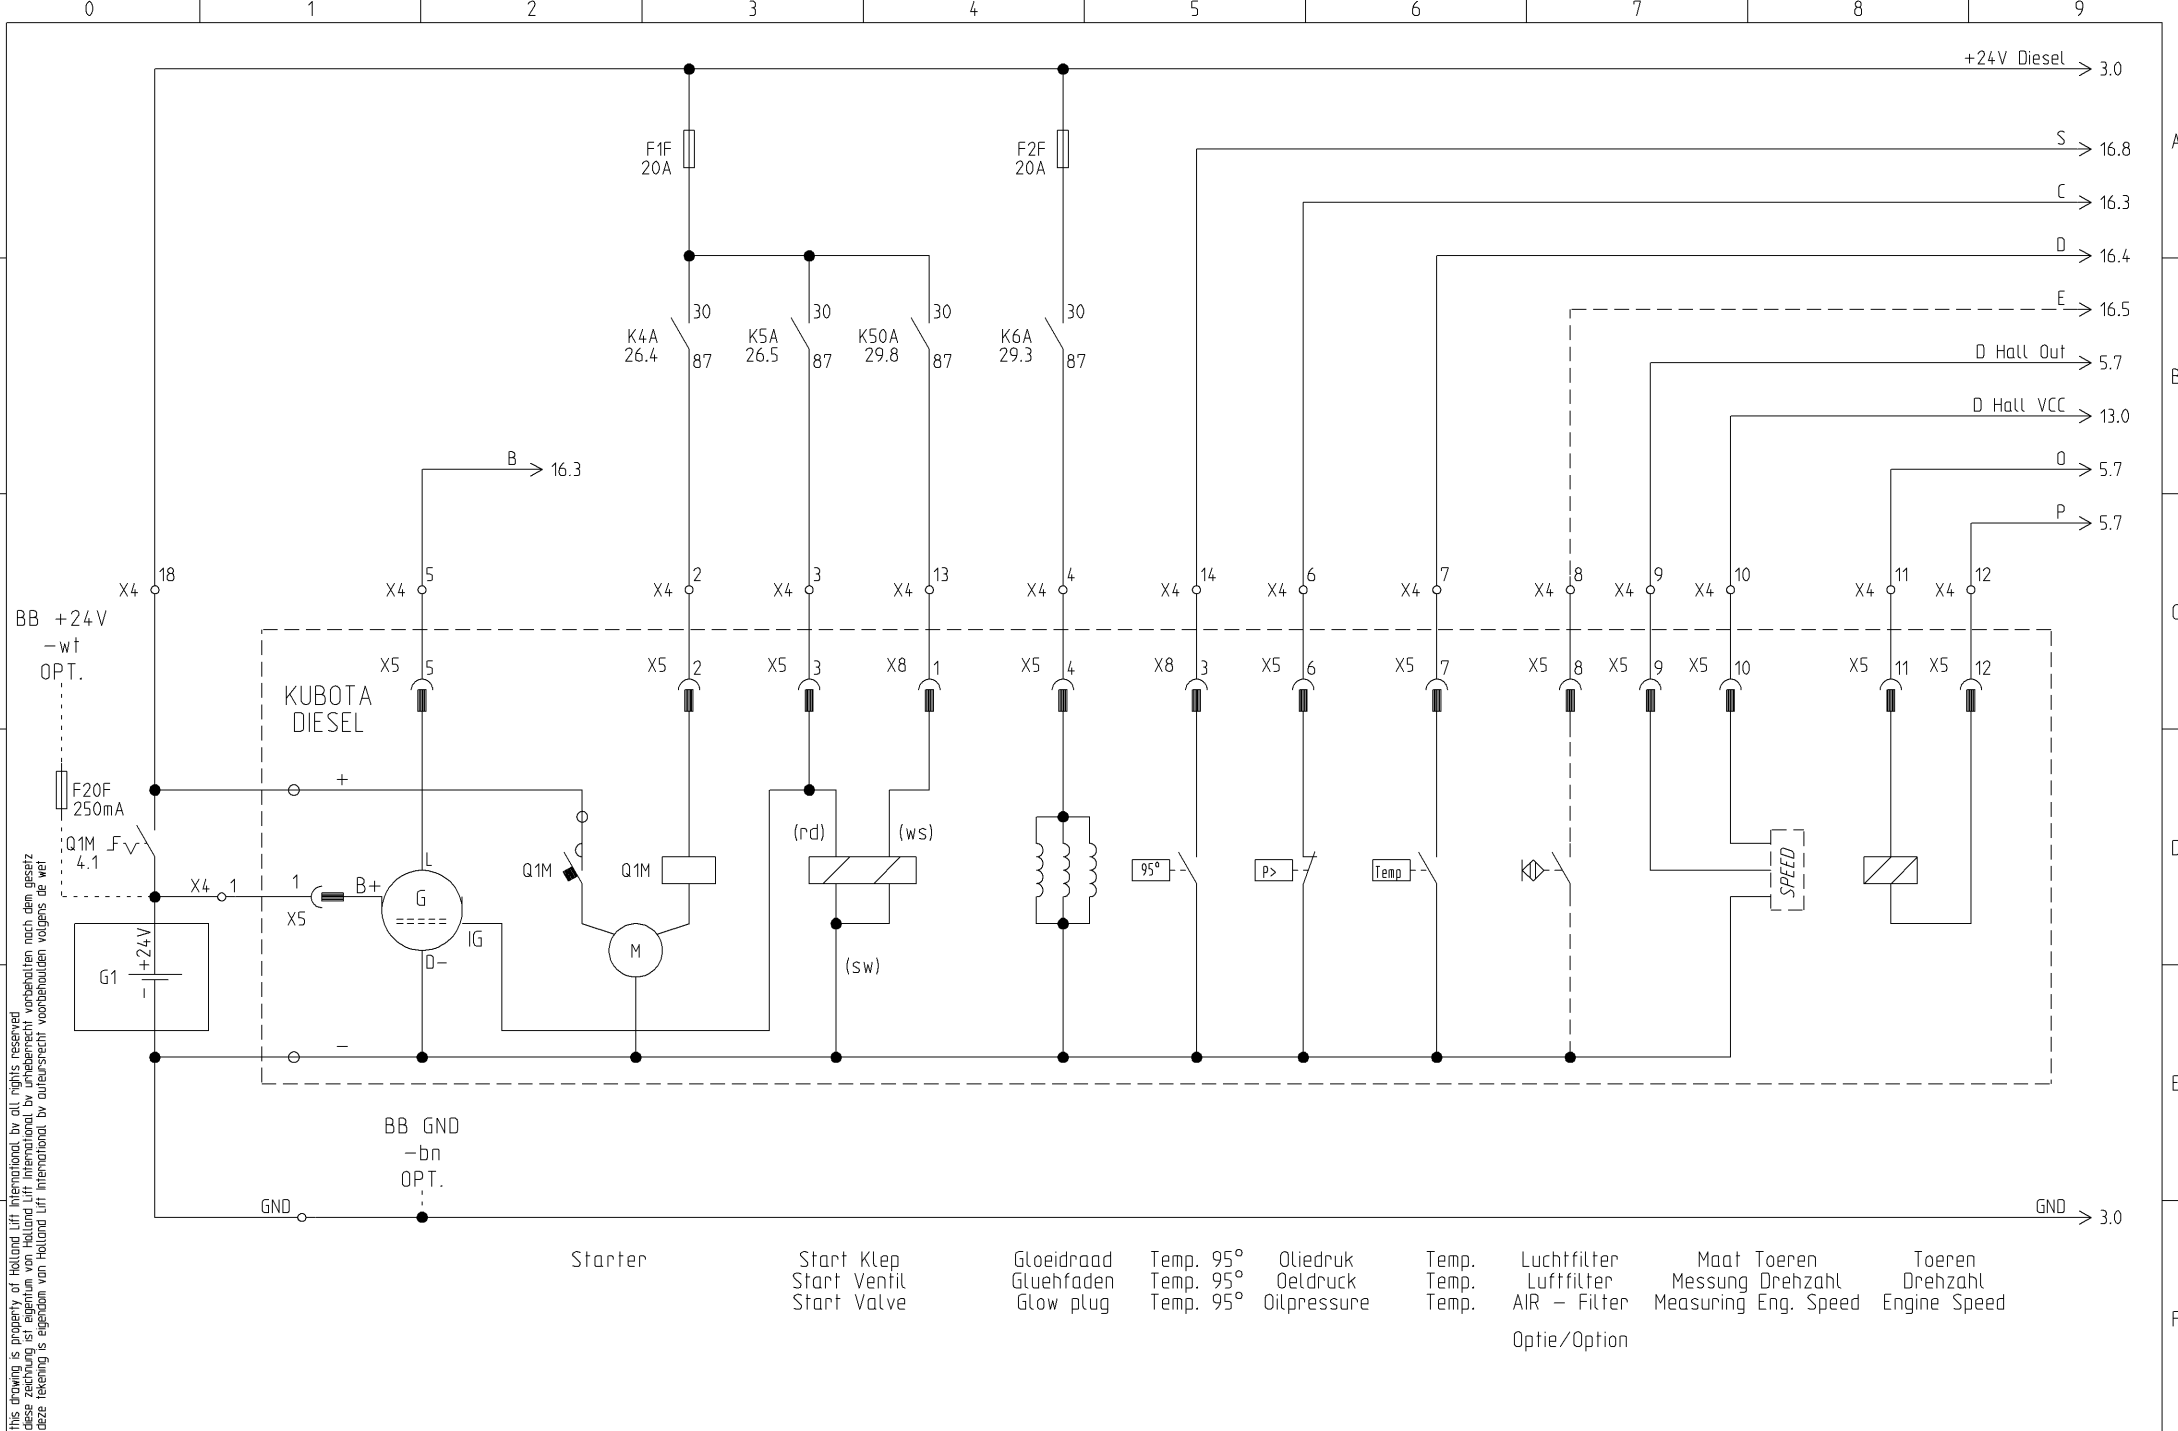 0 1 2 3 4 5 6 7 8 9
+24V Diesel 3.0
A
F1F
20A
F2F
20A
S 16.8
C 16.3
D 16.4
E 16.5
30 30 30 30
K4A
26.4
K5A
26.5
K50A
29.8
K6A
29.3
87 87 87 87
D Hall Out 5.7
B
D Hall VCC 13.0
B 16.3
O 5.7
P 5.7
18 5 2 3 13 4 14 6 7 8 9 10 11 12
X4 X4 X4 X4 X4 X4 X4 X4 X4 X4 X4 X4 X4 X4
C
BB +24V
-wt
OPT.
X5 5 X5 2 X5 3 X8 1 X5 4 X8 3 X5 6 X5 7 X5 8 X5 9 X5 10 X5 11 X5 12
KUBOTA
DIESEL
F20F
250mA
+
(rd) (ws)
Q1M
4.1
D
L
Q1M Q1M
95°
P>
Temp
SPEED
X4 1
1
X5
B+
G
IG
D-
M
(sw)
G1
+24V
-
-
E
BB GND
-bn
OPT.
GND
GND 3.0
Starter
Start Klep
Start Ventil
Start Valve
Gloeidraad
Gluehfaden
Glow plug
Temp. 95°
Temp. 95°
Temp. 95°
Oliedruk
Oeldruck
Oilpressure
Temp.
Temp.
Temp.
Luchtfilter
Luftfilter
AIR - Filter
Optie/Option
Maat Toeren
Messung Drehzahl
Measuring Eng. Speed
Toeren
Drehzahl
Engine Speed
F
this drawing is property of Holland Lift International bv all rights reserved
diese zeichnung ist eigentum von Holland Lift International bv urheberrecht vorbehalten nach dem gesetz
deze tekening is eigendom van Holland Lift International bv auteursrecht voorbehoulden volgens de wet